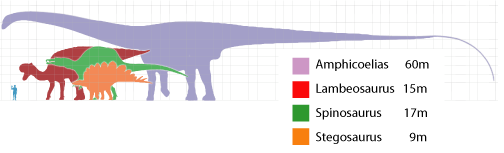 Amphicoelias 60m
Lambeosaurus 15m
Spinosaurus 17m
Stegosaurus 9m